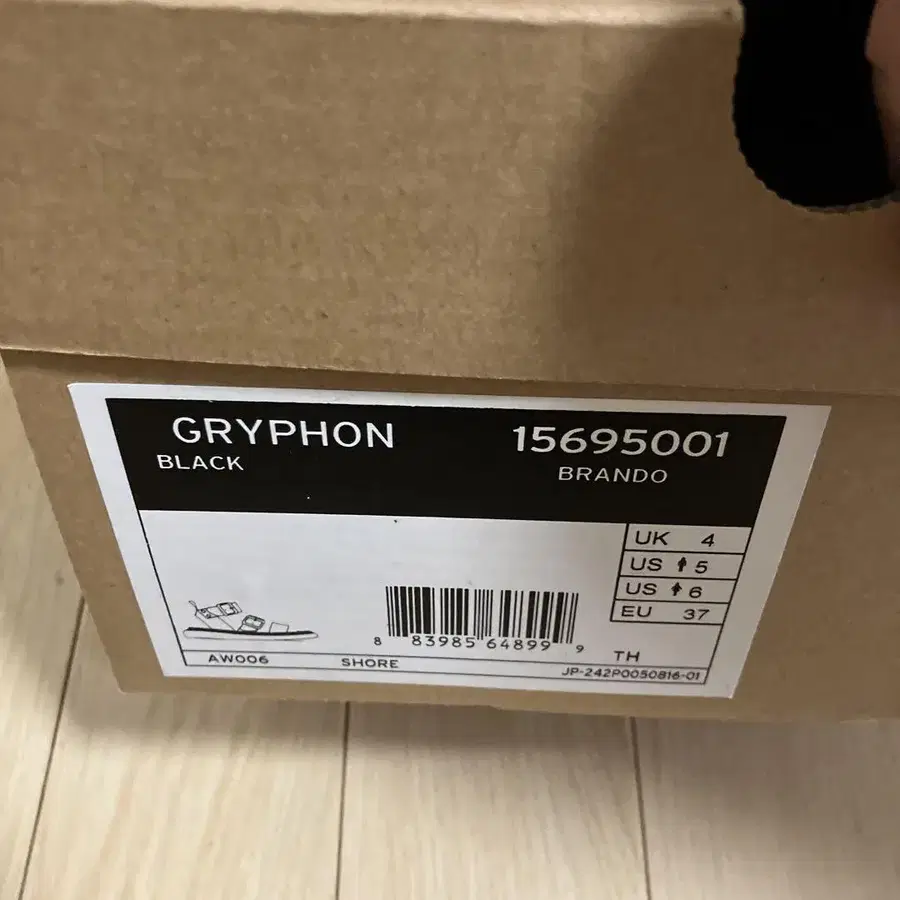 GRYPHON 15695001
BLACK BRANDO
UK 4
US 5
US 6
EU 37
8 83985 64899 9
TH
AW006 SHORE JP-242P0050816-01